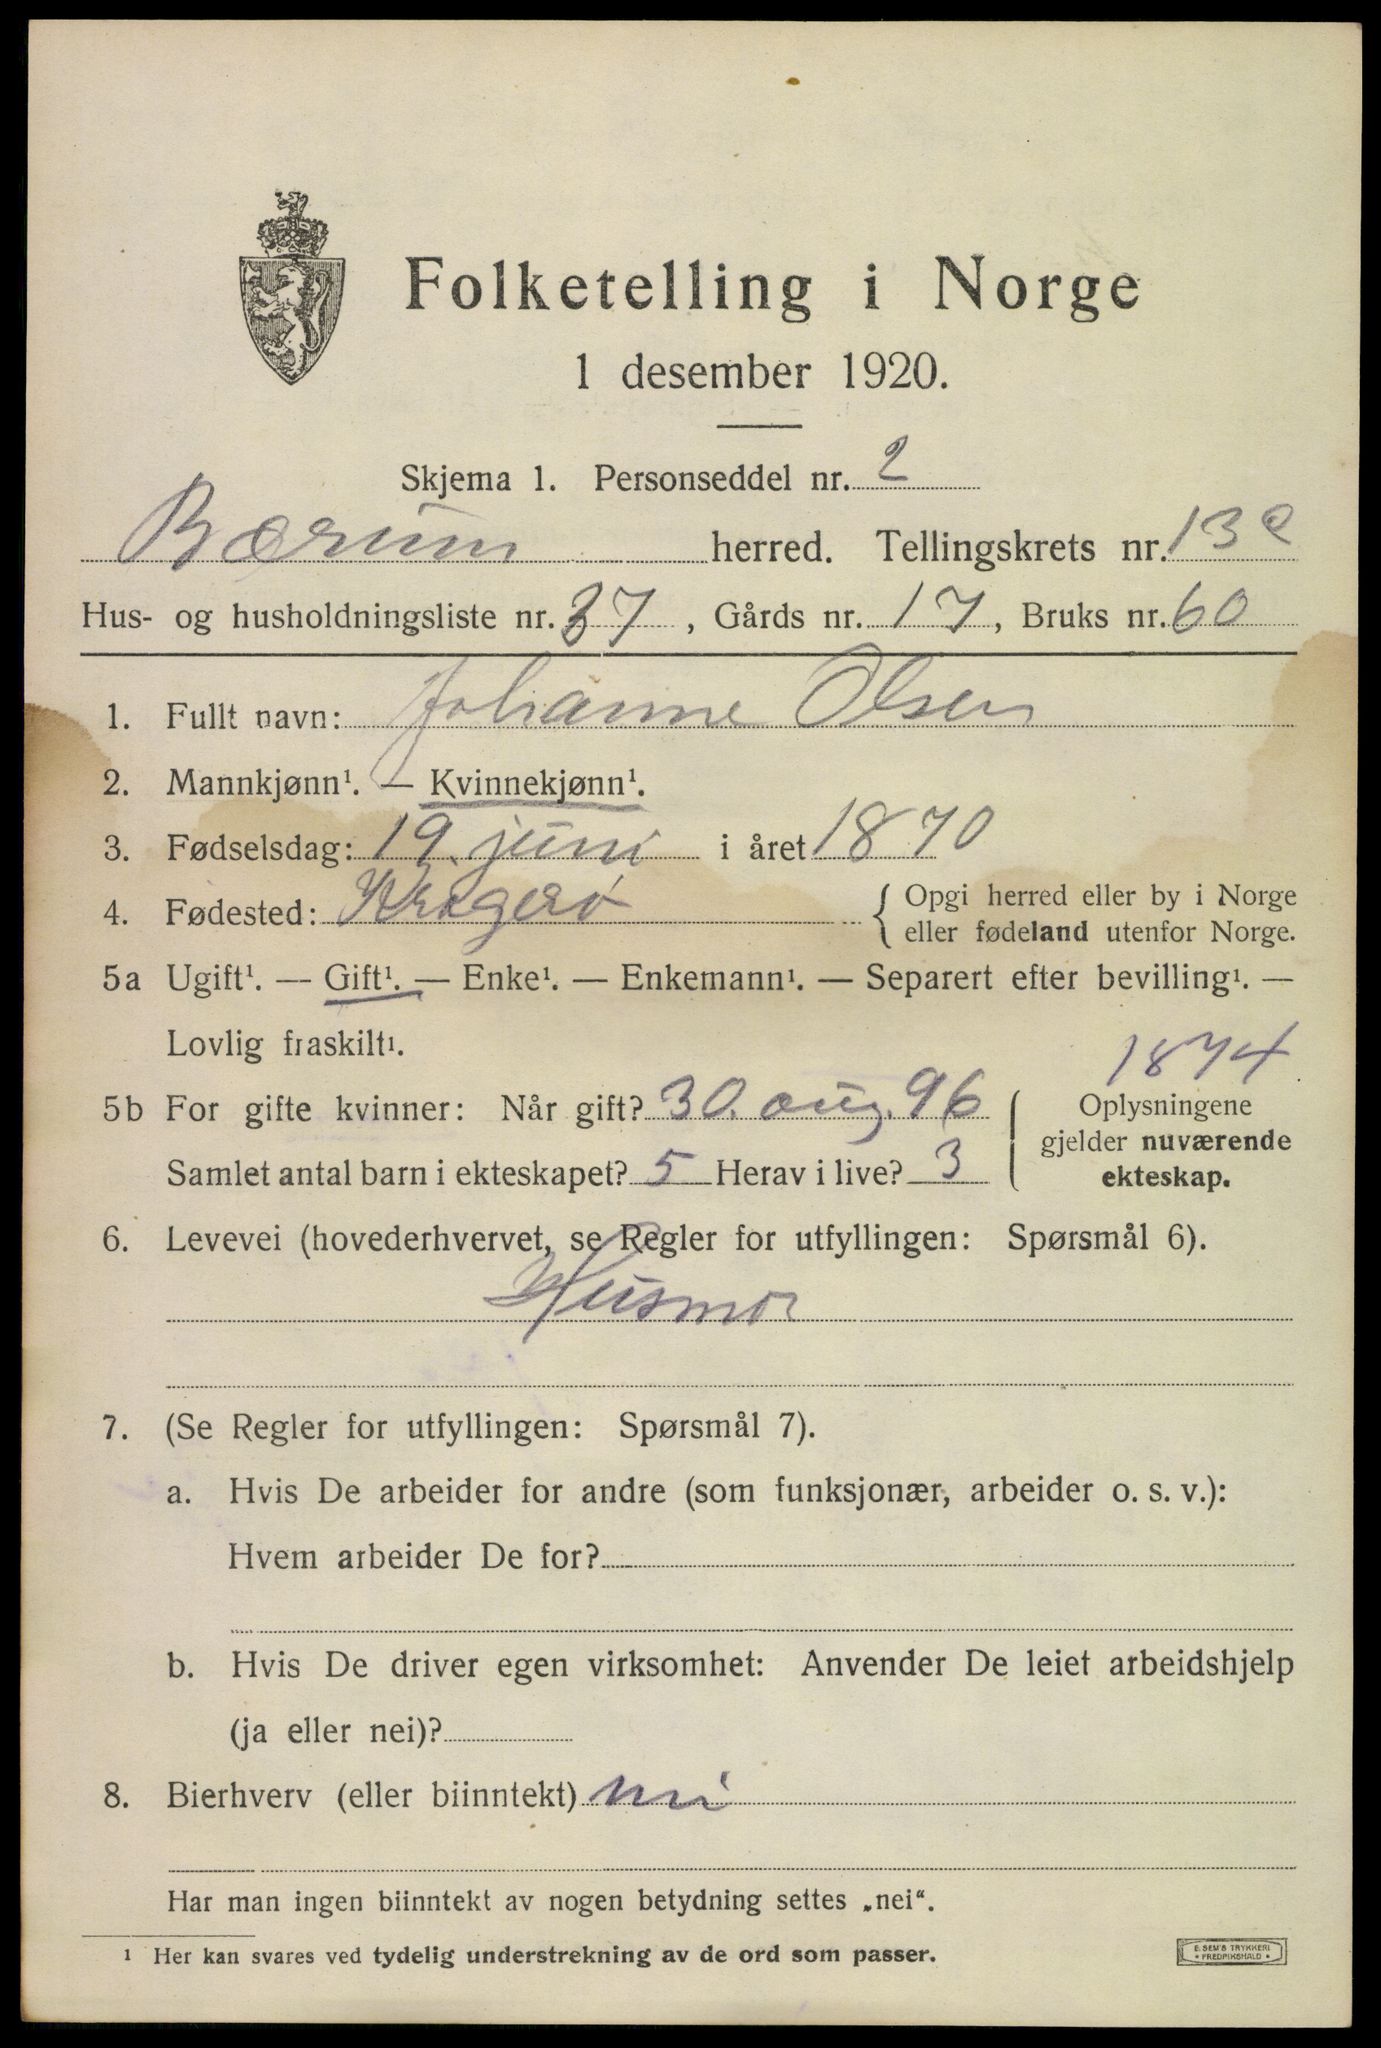 Folketelling i Norge
1 desember 1920.
Skjema 1. Personseddel nr. 2
Bærum herred. Tellingskrets nr. 13c
Hus- og husholdningsliste nr. 37, Gårds nr. 17, Bruks nr. 60
1. Fullt navn: Johanne Olsen
2. Mannkjønn¹. — Kvinnekjønn¹.
3. Fødselsdag: 19. juni i året 1870
4. Fødested: Kragerø { Opgi herred eller by i Norge
eller fødeland utenfor Norge.
5a Ugift¹. — Gift¹. — Enke¹. — Enkemann¹. — Separert efter bevilling¹. —
Lovlig fraskilt¹.
1874
5b For gifte kvinner: Når gift? 30. aug. 96 { Oplysningene
gjelder nuværende
Samlet antal barn i ekteskapet? 5 Herav i live? 3 ekteskap.
6. Levevei (hovederhvervet, se Regler for utfyllingen: Spørsmål 6).
Husmor
7. (Se Regler for utfyllingen: Spørsmål 7).
a. Hvis De arbeider for andre (som funksjonær, arbeider o. s. v.):
Hvem arbeider De for?
b. Hvis De driver egen virksomhet: Anvender De leiet arbeidshjelp
(ja eller nei)?
8. Bierhverv (eller biinntekt) nei
Har man ingen biinntekt av nogen betydning settes „nei“.
¹ Her kan svares ved tydelig understrekning av de ord som passer.
E. SEM'S TRYKKERI
• FREDRIKSHALD •